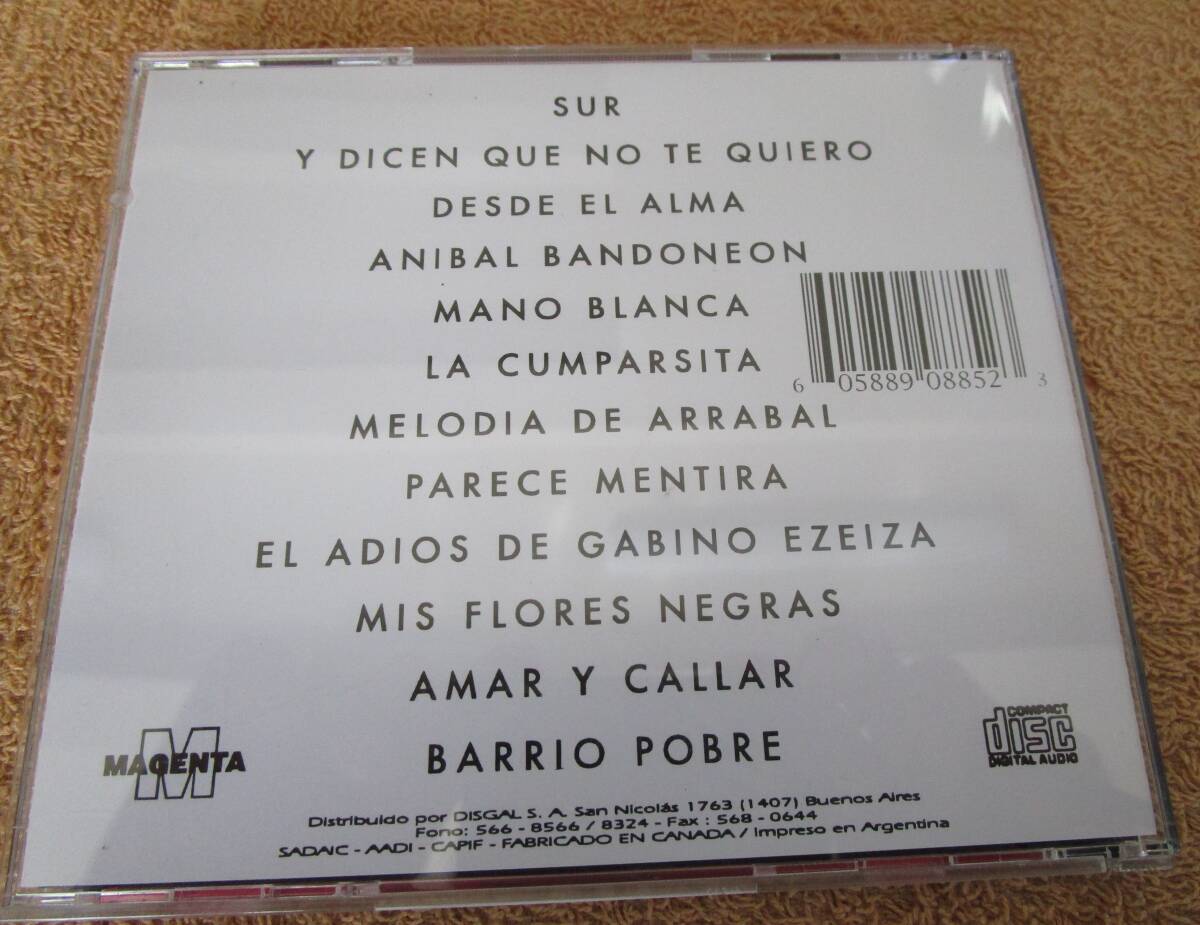 SUR
Y DICEN QUE NO TE QUIERO
DESDE EL ALMA
ANIBAL BANDONEON
MANO BLANCA
LA CUMPARSITA
6 05889 08852 3
MELODIA DE ARRABAL
PARECE MENTIRA
EL ADIOS DE GABINO EZEIZA
MIS FLORES NEGRAS
AMAR Y CALLAR
BARRIO POBRE
M
MAGENTA
COMPACT
disc
DIGITAL AUDIO
Distribuido por DISGAL S. A. San Nicolás 1763 (1407) Buenos Aires
Fono: 566 - 8566 / 8324 - Fax : 568 - 0644
SADAIC - AADI - CAPIF - FABRICADO EN CANADA / Impreso en Argentina